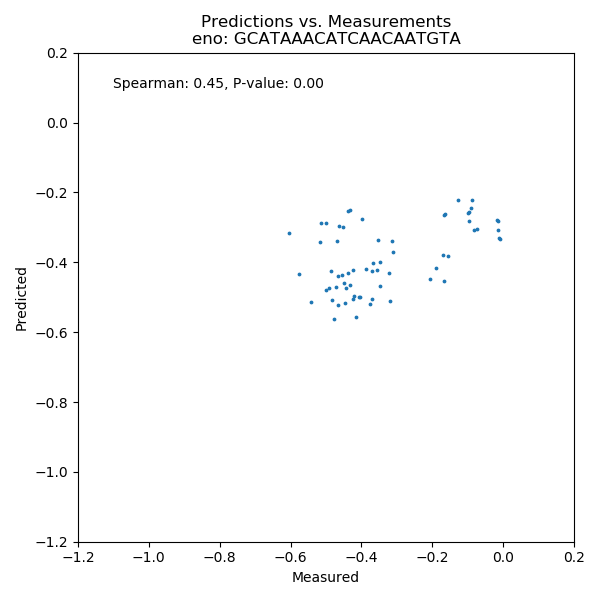 Predictions vs. Measurements
eno: GCATAAACATCAACAATGTA
0.2
Spearman: 0.45, P-value: 0.00
0.0
−0.2
−0.4
Predicted
−0.6
−0.8
−1.0
−1.2
−1.2 −1.0 −0.8 −0.6 −0.4 −0.2 0.0 0.2
Measured